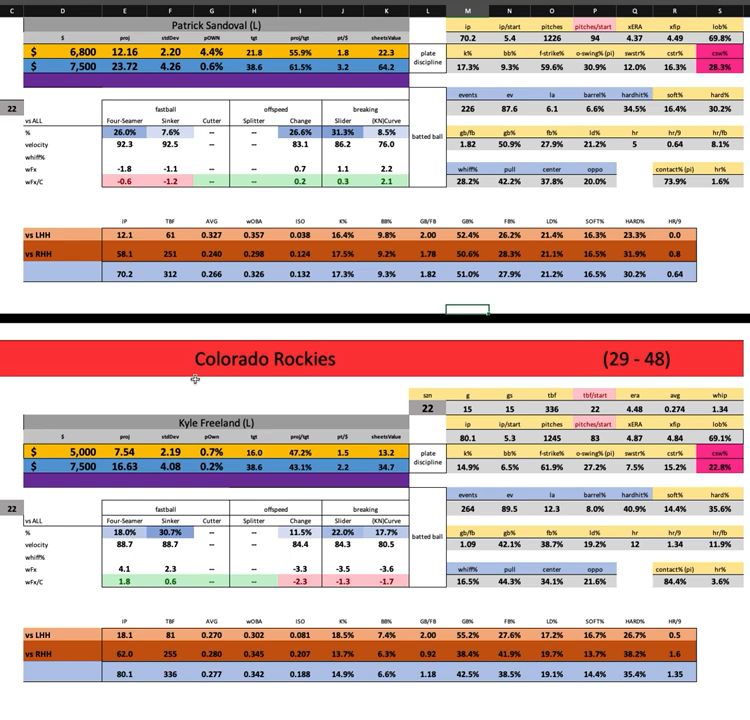 C D E F G H I J K L M N O P Q R S
Patrick Sandoval (L) ip ip/start pitches pitches/start xERA xfip lob%
$ proj stdDev pOWN tgt proj/tgt pt/$ sheetsValue 70.2 5.4 1226 94 4.37 4.49 69.8%
$ 6,800 12.16 2.20 4.4% 21.8 55.9% 1.8 22.3 plate discipline k% bb% f-strike% o-swing% (pi) swstr% cstr% csw%
$ 7,500 23.72 4.26 0.6% 38.6 61.5% 3.2 64.2 17.3% 9.3% 59.6% 30.9% 12.0% 16.3% 28.3%
events ev la barrel% hardhit% soft% hard%
22 fastball offspeed breaking 226 87.6 6.1 6.6% 34.5% 16.4% 30.2%
vs ALL Four-Seamer Sinker Cutter Splitter Change Slider (KN)Curve
% 26.0% 7.6% -- -- 26.6% 31.3% 8.5% batted ball gb/fb gb% fb% ld% hr hr/9 hr/fb
velocity 92.3 92.5 -- -- 83.1 86.2 76.0 1.82 50.9% 27.9% 21.2% 5 0.64 8.1%
whiff%
wFx -1.8 -1.1 0.7 1.1 2.2 whiff% pull center oppo contact% (pi) hr%
wFx/C -0.6 -1.2 -- -- 0.2 0.3 2.1 28.2% 42.2% 37.8% 20.0% 73.9% 1.6%
IP TBF AVG wOBA ISO K% BB% GB/FB GB% FB% LD% SOFT% HARD% HR/9
vs LHH 12.1 61 0.327 0.357 0.038 16.4% 9.8% 2.00 52.4% 26.2% 21.4% 16.3% 23.3% 0.0
vs RHH 58.1 251 0.240 0.298 0.124 17.5% 9.2% 1.78 50.6% 28.3% 21.1% 16.5% 31.9% 0.8
70.2 312 0.266 0.326 0.132 17.3% 9.3% 1.82 51.0% 27.9% 21.2% 16.5% 30.2% 0.64
Colorado Rockies (29 - 48)
szn g gs tbf tbf/start era avg whip
22 15 15 336 22 4.48 0.274 1.34
Kyle Freeland (L) ip ip/start pitches pitches/start xERA xfip lob%
$ proj stdDev pOwn tgt proj/tgt pt/$ sheetsValue 80.1 5.3 1245 83 4.87 4.84 69.1%
$ 5,000 7.54 2.19 0.7% 16.0 47.2% 1.5 13.2 plate discipline k% bb% f-strike% o-swing% (pi) swstr% cstr% csw%
$ 7,500 16.63 4.08 0.2% 38.6 43.1% 2.2 34.7 14.9% 6.5% 61.9% 27.2% 7.5% 15.2% 22.8%
events ev la barrel% hardhit% soft% hard%
22 fastball offspeed breaking 264 89.5 12.3 8.0% 40.9% 14.4% 35.6%
vs ALL Four-Seamer Sinker Cutter Splitter Change Slider (KN)Curve
% 18.0% 30.7% -- -- 11.5% 22.0% 17.7% batted ball gb/fb gb% fb% ld% hr hr/9 hr/fb
velocity 88.7 88.7 -- -- 84.4 84.3 80.5 1.09 42.1% 38.7% 19.2% 12 1.34 11.9%
whiff%
wFx 4.1 2.3 -3.3 -3.5 -3.6 whiff% pull center oppo contact% (pi) hr%
wFx/C 1.8 0.6 -- -- -2.3 -1.3 -1.7 16.5% 44.3% 34.1% 21.6% 84.4% 3.6%
IP TBF AVG wOBA ISO K% BB% GB/FB GB% FB% LD% SOFT% HARD% HR/9
vs LHH 18.1 81 0.270 0.302 0.081 18.5% 7.4% 2.00 55.2% 27.6% 17.2% 16.7% 26.7% 0.5
vs RHH 62.0 255 0.280 0.345 0.207 13.7% 6.3% 0.92 38.4% 41.9% 19.7% 13.7% 38.2% 1.6
80.1 336 0.277 0.342 0.188 14.9% 6.6% 1.18 42.5% 38.5% 19.1% 14.4% 35.4% 1.35